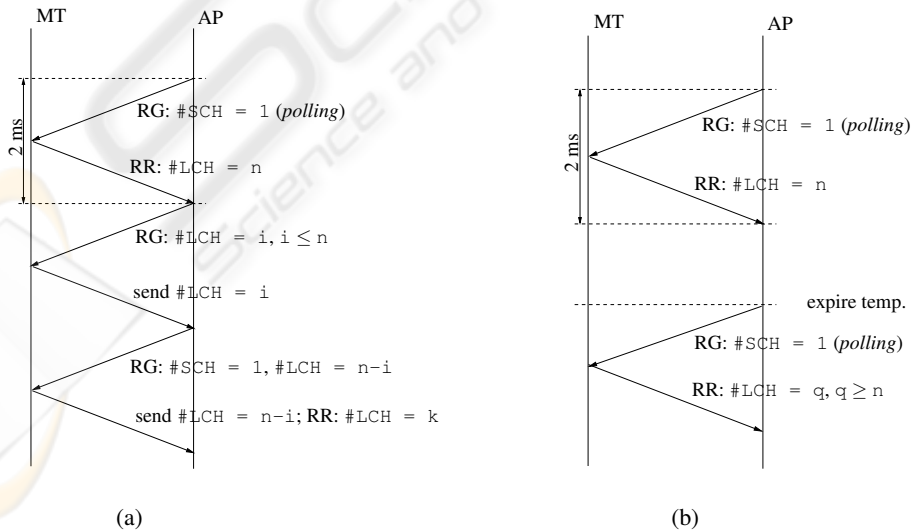 MT AP
2 ms
RG: #SCH = 1 (polling)
RR: #LCH = n
RG: #LCH = i, i ≤ n
send #LCH = i
RG: #SCH = 1, #LCH = n-i
send #LCH = n-i; RR: #LCH = k
(a)
MT AP
2 ms
RG: #SCH = 1 (polling)
RR: #LCH = n
expire temp.
RG: #SCH = 1 (polling)
RR: #LCH = q, q ≥ n
(b)
Science and